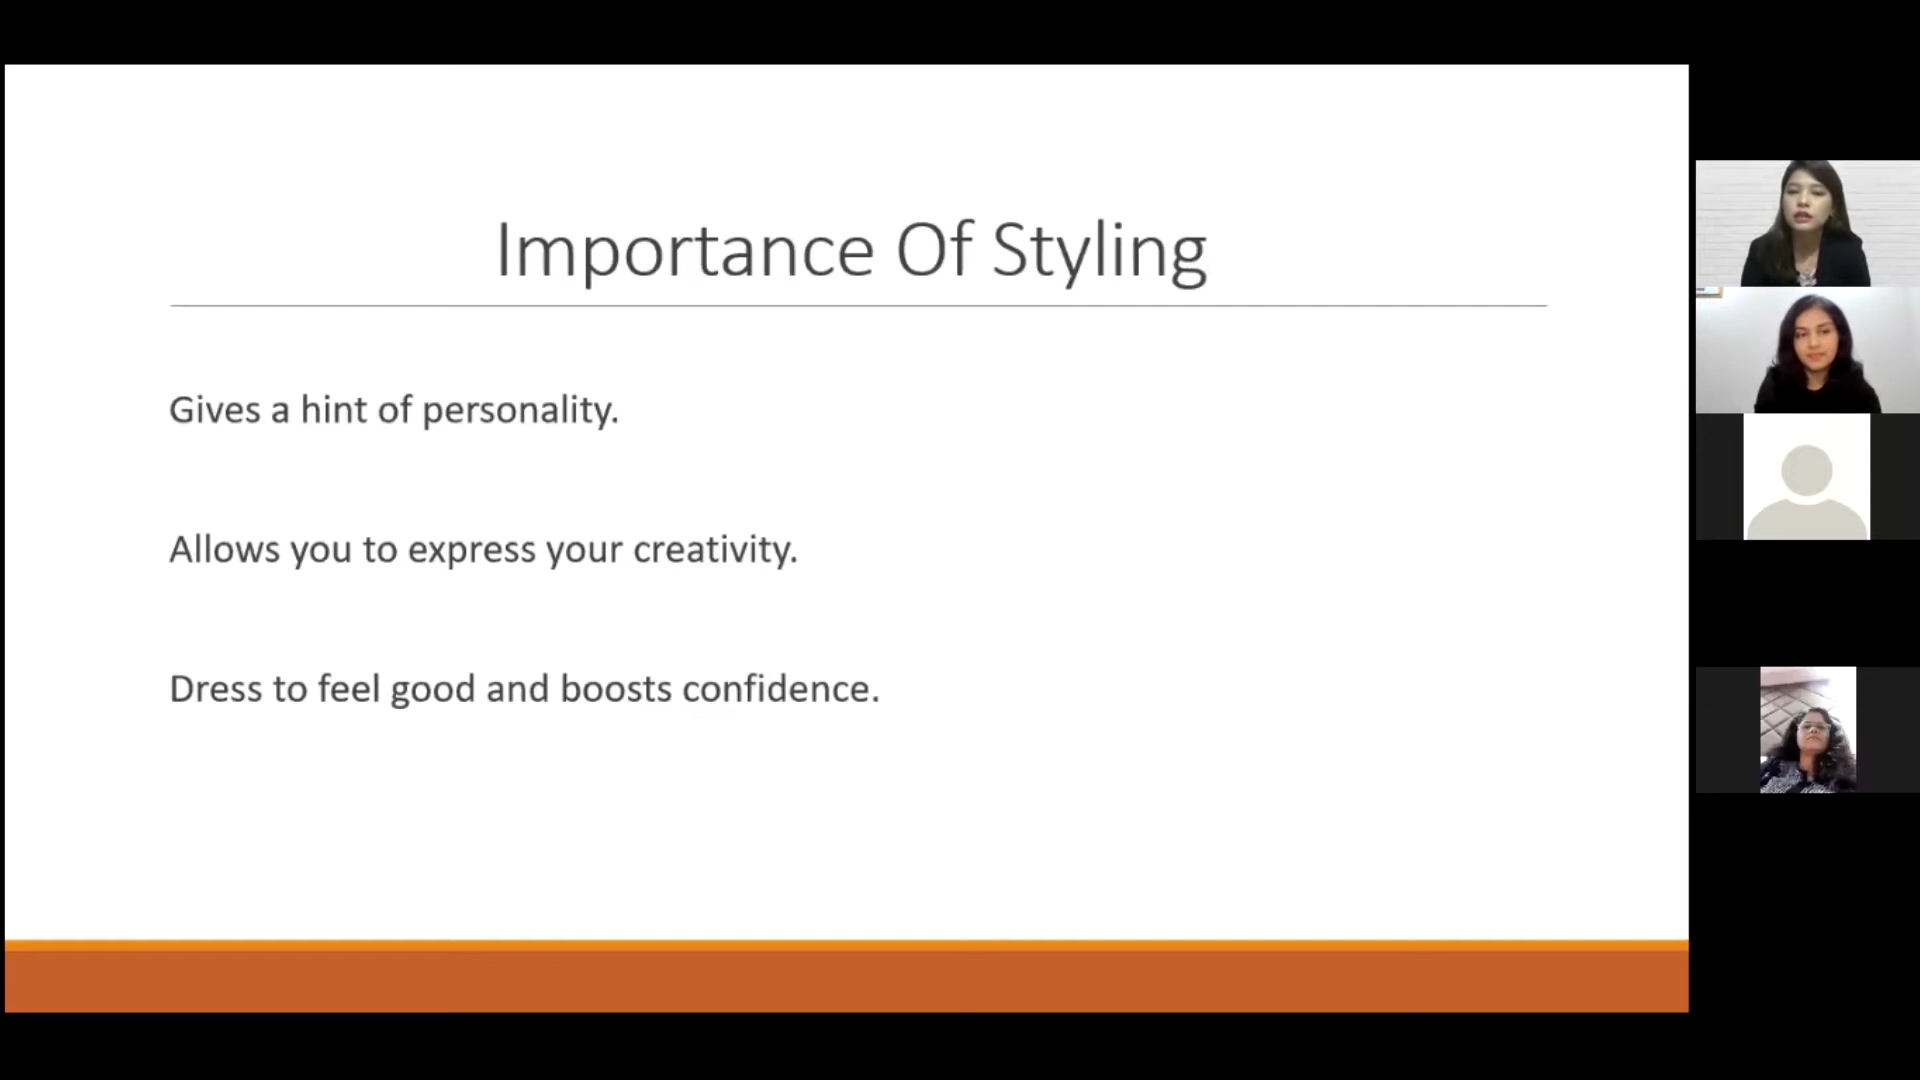 Importance Of Styling
Gives a hint of personality.
Allows you to express your creativity.
Dress to feel good and boosts confidence.